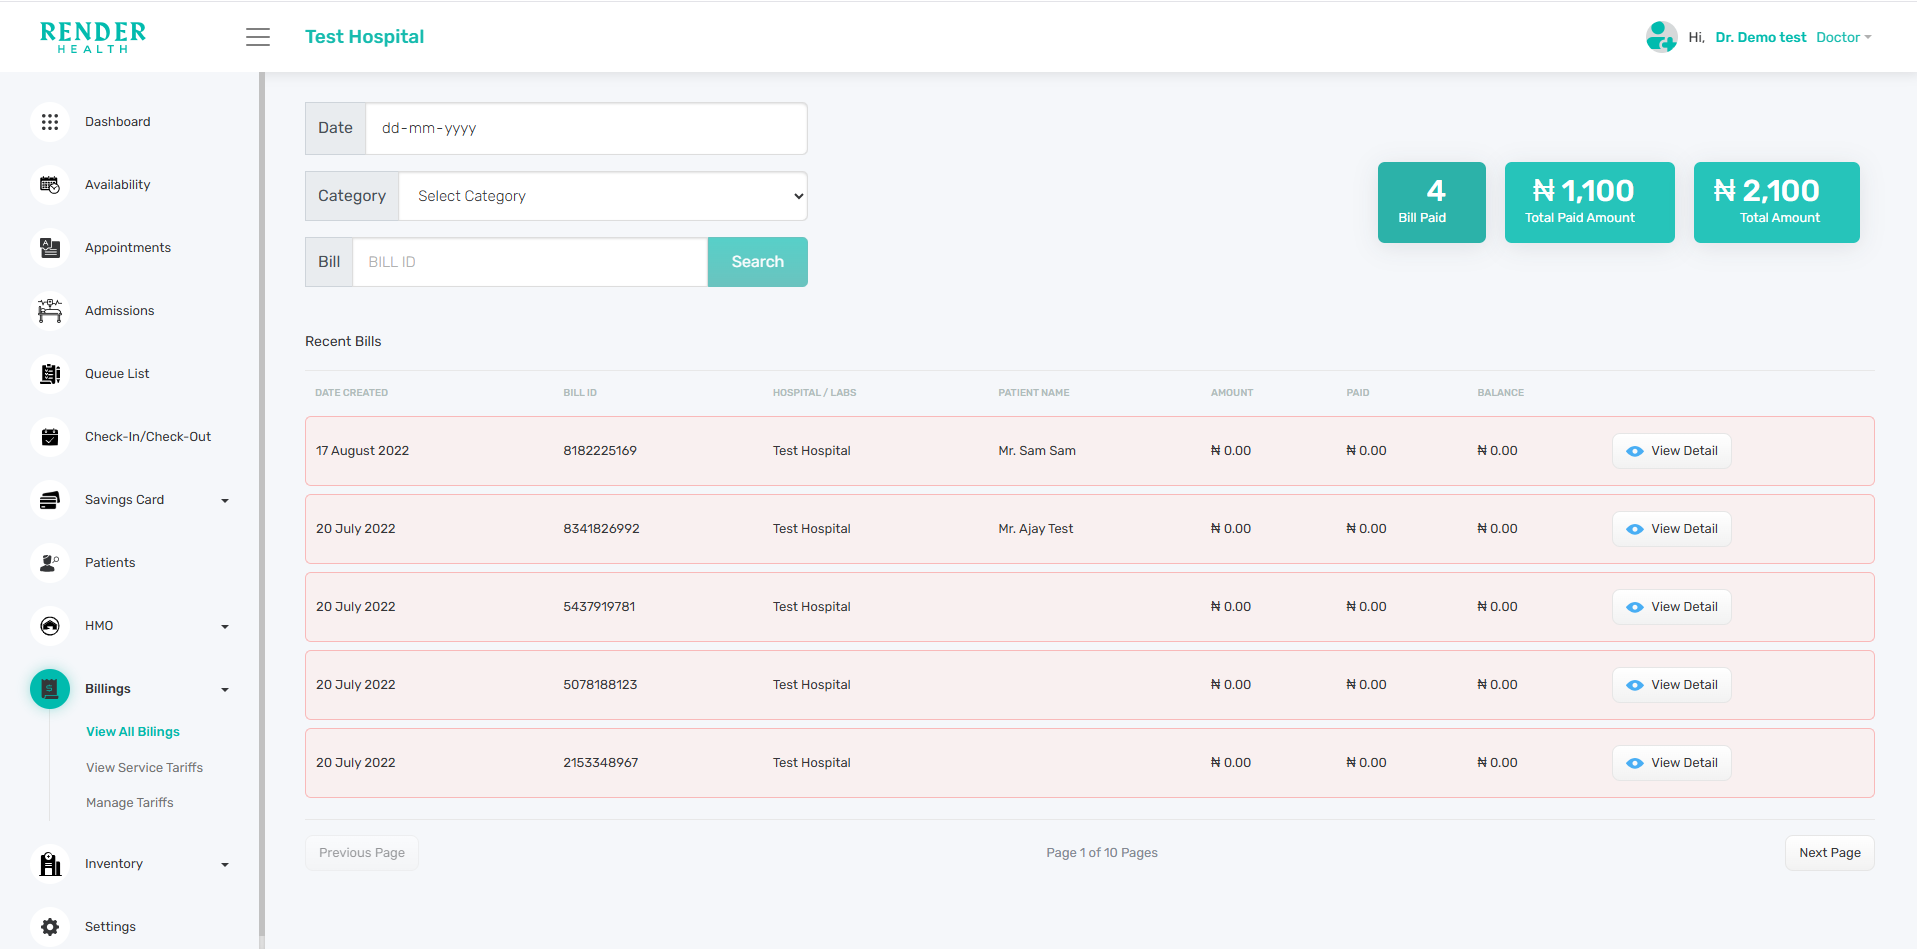 RENDER
HEALTH
Test Hospital
Hi, Dr. Demo test Doctor
Dashboard
Availability
Appointments
Admissions
Queue List
Check-In/Check-Out
Savings Card
Patients
HMO
Billings
View All Bilings
View Service Tariffs
Manage Tariffs
Inventory
Settings
Date dd-mm-yyyy
Category Select Category
Bill BILL ID Search
4
Bill Paid
₦ 1,100
Total Paid Amount
₦ 2,100
Total Amount
Recent Bills
DATE CREATED BILL ID HOSPITAL / LABS PATIENT NAME AMOUNT PAID BALANCE
17 August 2022 8182225169 Test Hospital Mr. Sam Sam ₦ 0.00 ₦ 0.00 ₦ 0.00 View Detail
20 July 2022 8341826992 Test Hospital Mr. Ajay Test ₦ 0.00 ₦ 0.00 ₦ 0.00 View Detail
20 July 2022 5437919781 Test Hospital ₦ 0.00 ₦ 0.00 ₦ 0.00 View Detail
20 July 2022 5078188123 Test Hospital ₦ 0.00 ₦ 0.00 ₦ 0.00 View Detail
20 July 2022 2153348967 Test Hospital ₦ 0.00 ₦ 0.00 ₦ 0.00 View Detail
Previous Page Page 1 of 10 Pages Next Page